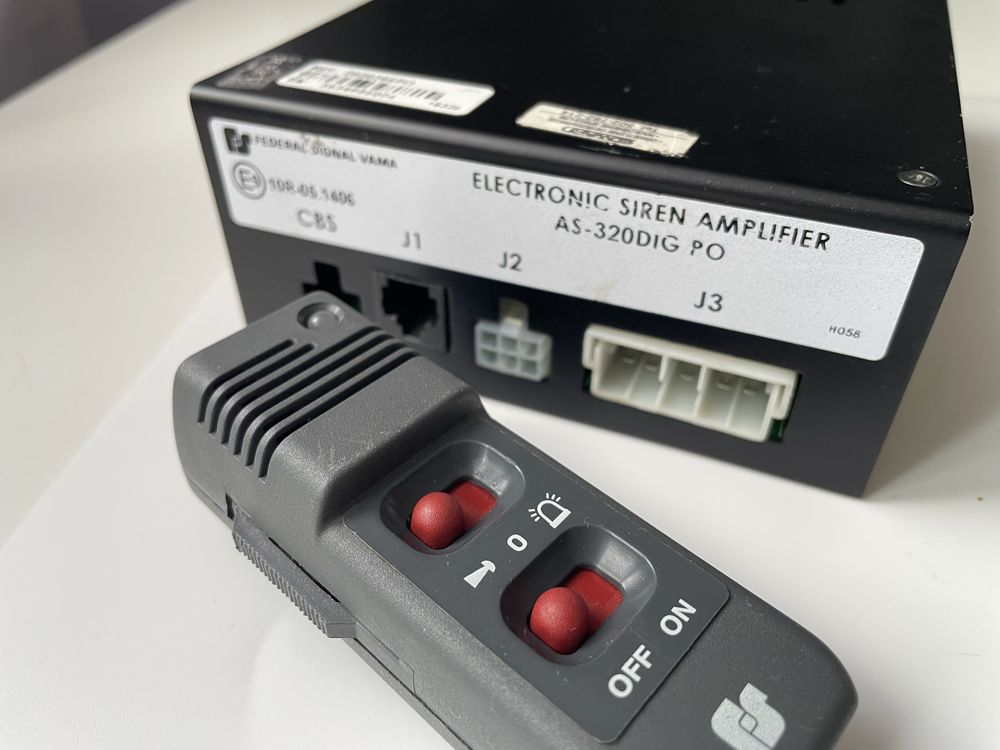 FEDERAL SIGNAL VAMA
E
10R-05.1406
ELECTRONIC SIREN AMPLIFIER
AS-320DIG PO
CBS
J1
J2
J3
H058
0
OFF ON